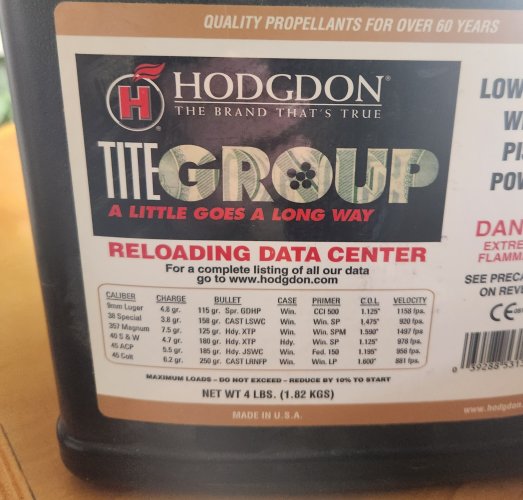 QUALITY PROPELLANTS FOR OVER 60 YEARS
H HODGDON®
THE BRAND THAT'S TRUE
TITEGROUP
A LITTLE GOES A LONG WAY
RELOADING DATA CENTER
For a complete listing of all our data
go to www.hodgdon.com
CALIBER CHARGE BULLET CASE PRIMER C.O.L. VELOCITY
9mm Luger 4.8 gr. 115 gr. Spr. GDHP Win. CCI 500 1.125" 1158 fps.
38 Special 3.8 gr. 158 gr. CAST LSWC Win. Win. SP 1.475" 920 fps.
357 Magnum 7.5 gr. 125 gr. Hdy. XTP Win. Win. SPM 1.590" 1497 fps.
40 S & W 4.7 gr. 180 gr. Hdy. XTP Hdy. Win. SP 1.125" 978 fps.
45 ACP 5.5 gr. 185 gr. Hdy. JSWC Win. Fed. 150 1.195" 956 fps.
45 Colt 6.2 gr. 250 gr. CAST LRNFP Win. Win. LP 1.600" 881 fps.
MAXIMUM LOADS - DO NOT EXCEED - REDUCE BY 10% TO START
NET WT 4 LBS. (1.82 KGS)
MADE IN U.S.A.
LOW
W
PI
POW
DAN
EXTRE
FLAMM
SEE PRECA
ON REV
CE
0 39288 531
www.hodgdon